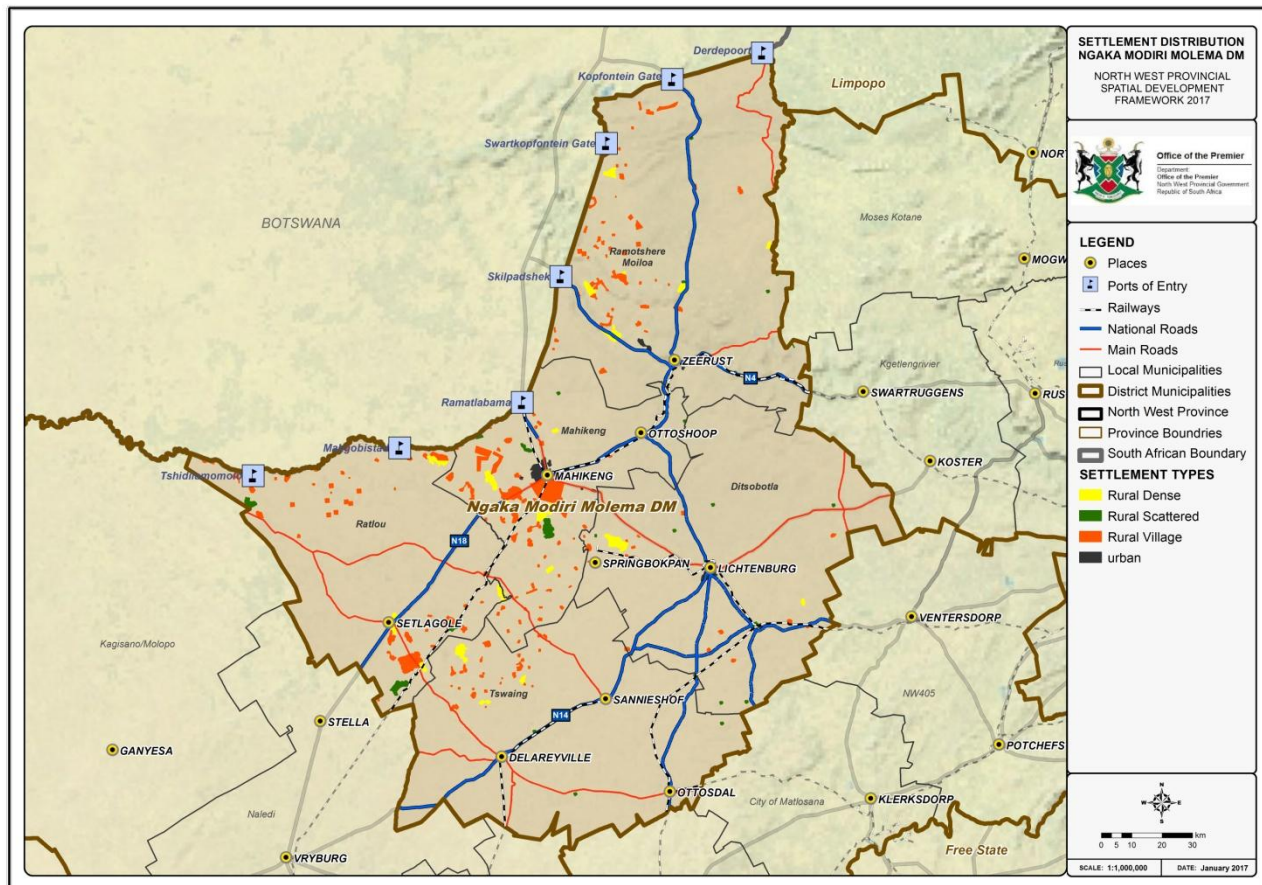 SETTLEMENT DISTRIBUTION
NGAKA MODIRI MOLEMA DM
NORTH WEST PROVINCIAL
SPATIAL DEVELOPMENT
FRAMEWORK 2017
Office of the Premier
Department:
Office of the Premier
North West Provincial Government
Republic of South Africa
LEGEND
Places
Ports of Entry
Railways
National Roads
Main Roads
Local Municipalities
District Municipalities
North West Province
Province Boundries
South African Boundary
SETTLEMENT TYPES
Rural Dense
Rural Scattered
Rural Village
urban
N
W
E
S
0 5 10 20 30 km
SCALE: 1:1,000,000
DATE: January 2017
Derdepoort
Kopfontein Gate
Limpopo
Swartkopfontein Gate
NORT
BOTSWANA
Moses Kotane
Ramotshere
Moiloa
MOGW
Skilpadshek
ZEERUST
Kgetlengrivier
N4
SWARTRUGGENS
RUS
Ramatlabama
Mahikeng
OTTOSHOOP
KOSTER
MAHIKENG
Ditsobotla
Ngaka Modiri Molema DM
Ratlou
N18
SPRINGBOKPAN
LICHTENBURG
SETLAGOLE
VENTERSDORP
Kagisano/Molopo
Tswaing
SANNIESHOF
NW405
STELLA
N14
GANYESA
DELAREYVILLE
POTCHEFS
OTTOSDAL
City of Matlosana
KLERKSDORP
Naledi
VRYBURG
Free State